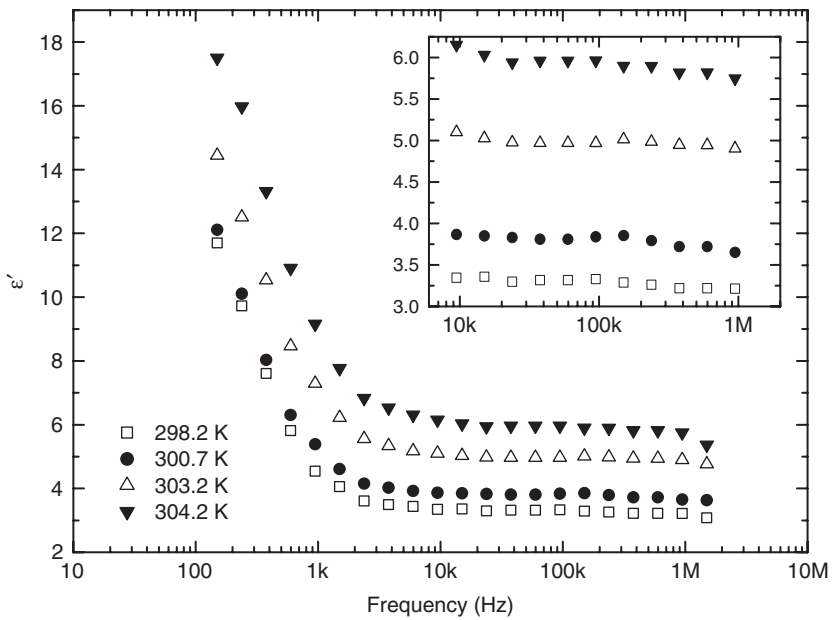 18
16
14
12
10
8
6
4
2
ε′
10
100
1k
10k
100k
1M
10M
Frequency (Hz)
298.2 K
300.7 K
303.2 K
304.2 K
6.0
5.5
5.0
4.5
4.0
3.5
3.0
10k
100k
1M